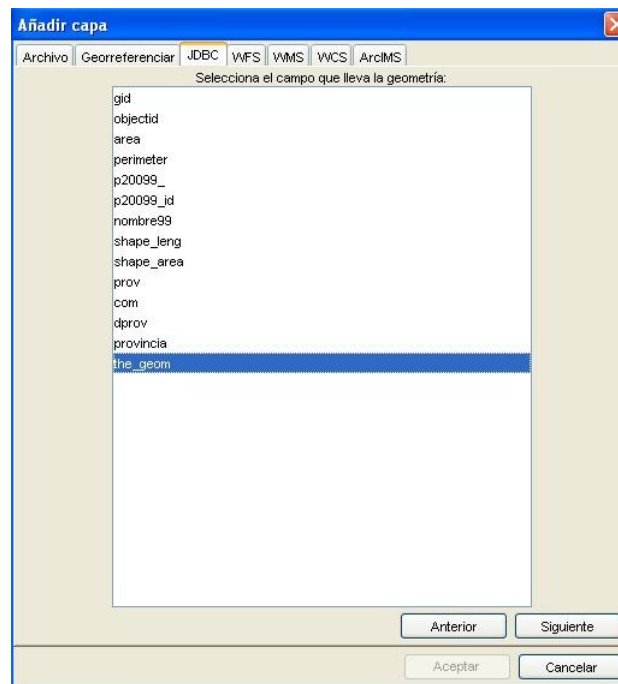 Añadir capa
Archivo Georreferenciar JDBC WFS WMS WCS ArcIMS
Selecciona el campo que lleva la geometría:
gid
objectid
area
perimeter
p20099_
p20099_id
nombre99
shape_leng
shape_area
prov
com
dprov
provincia
the_geom
Anterior Siguiente
Aceptar Cancelar